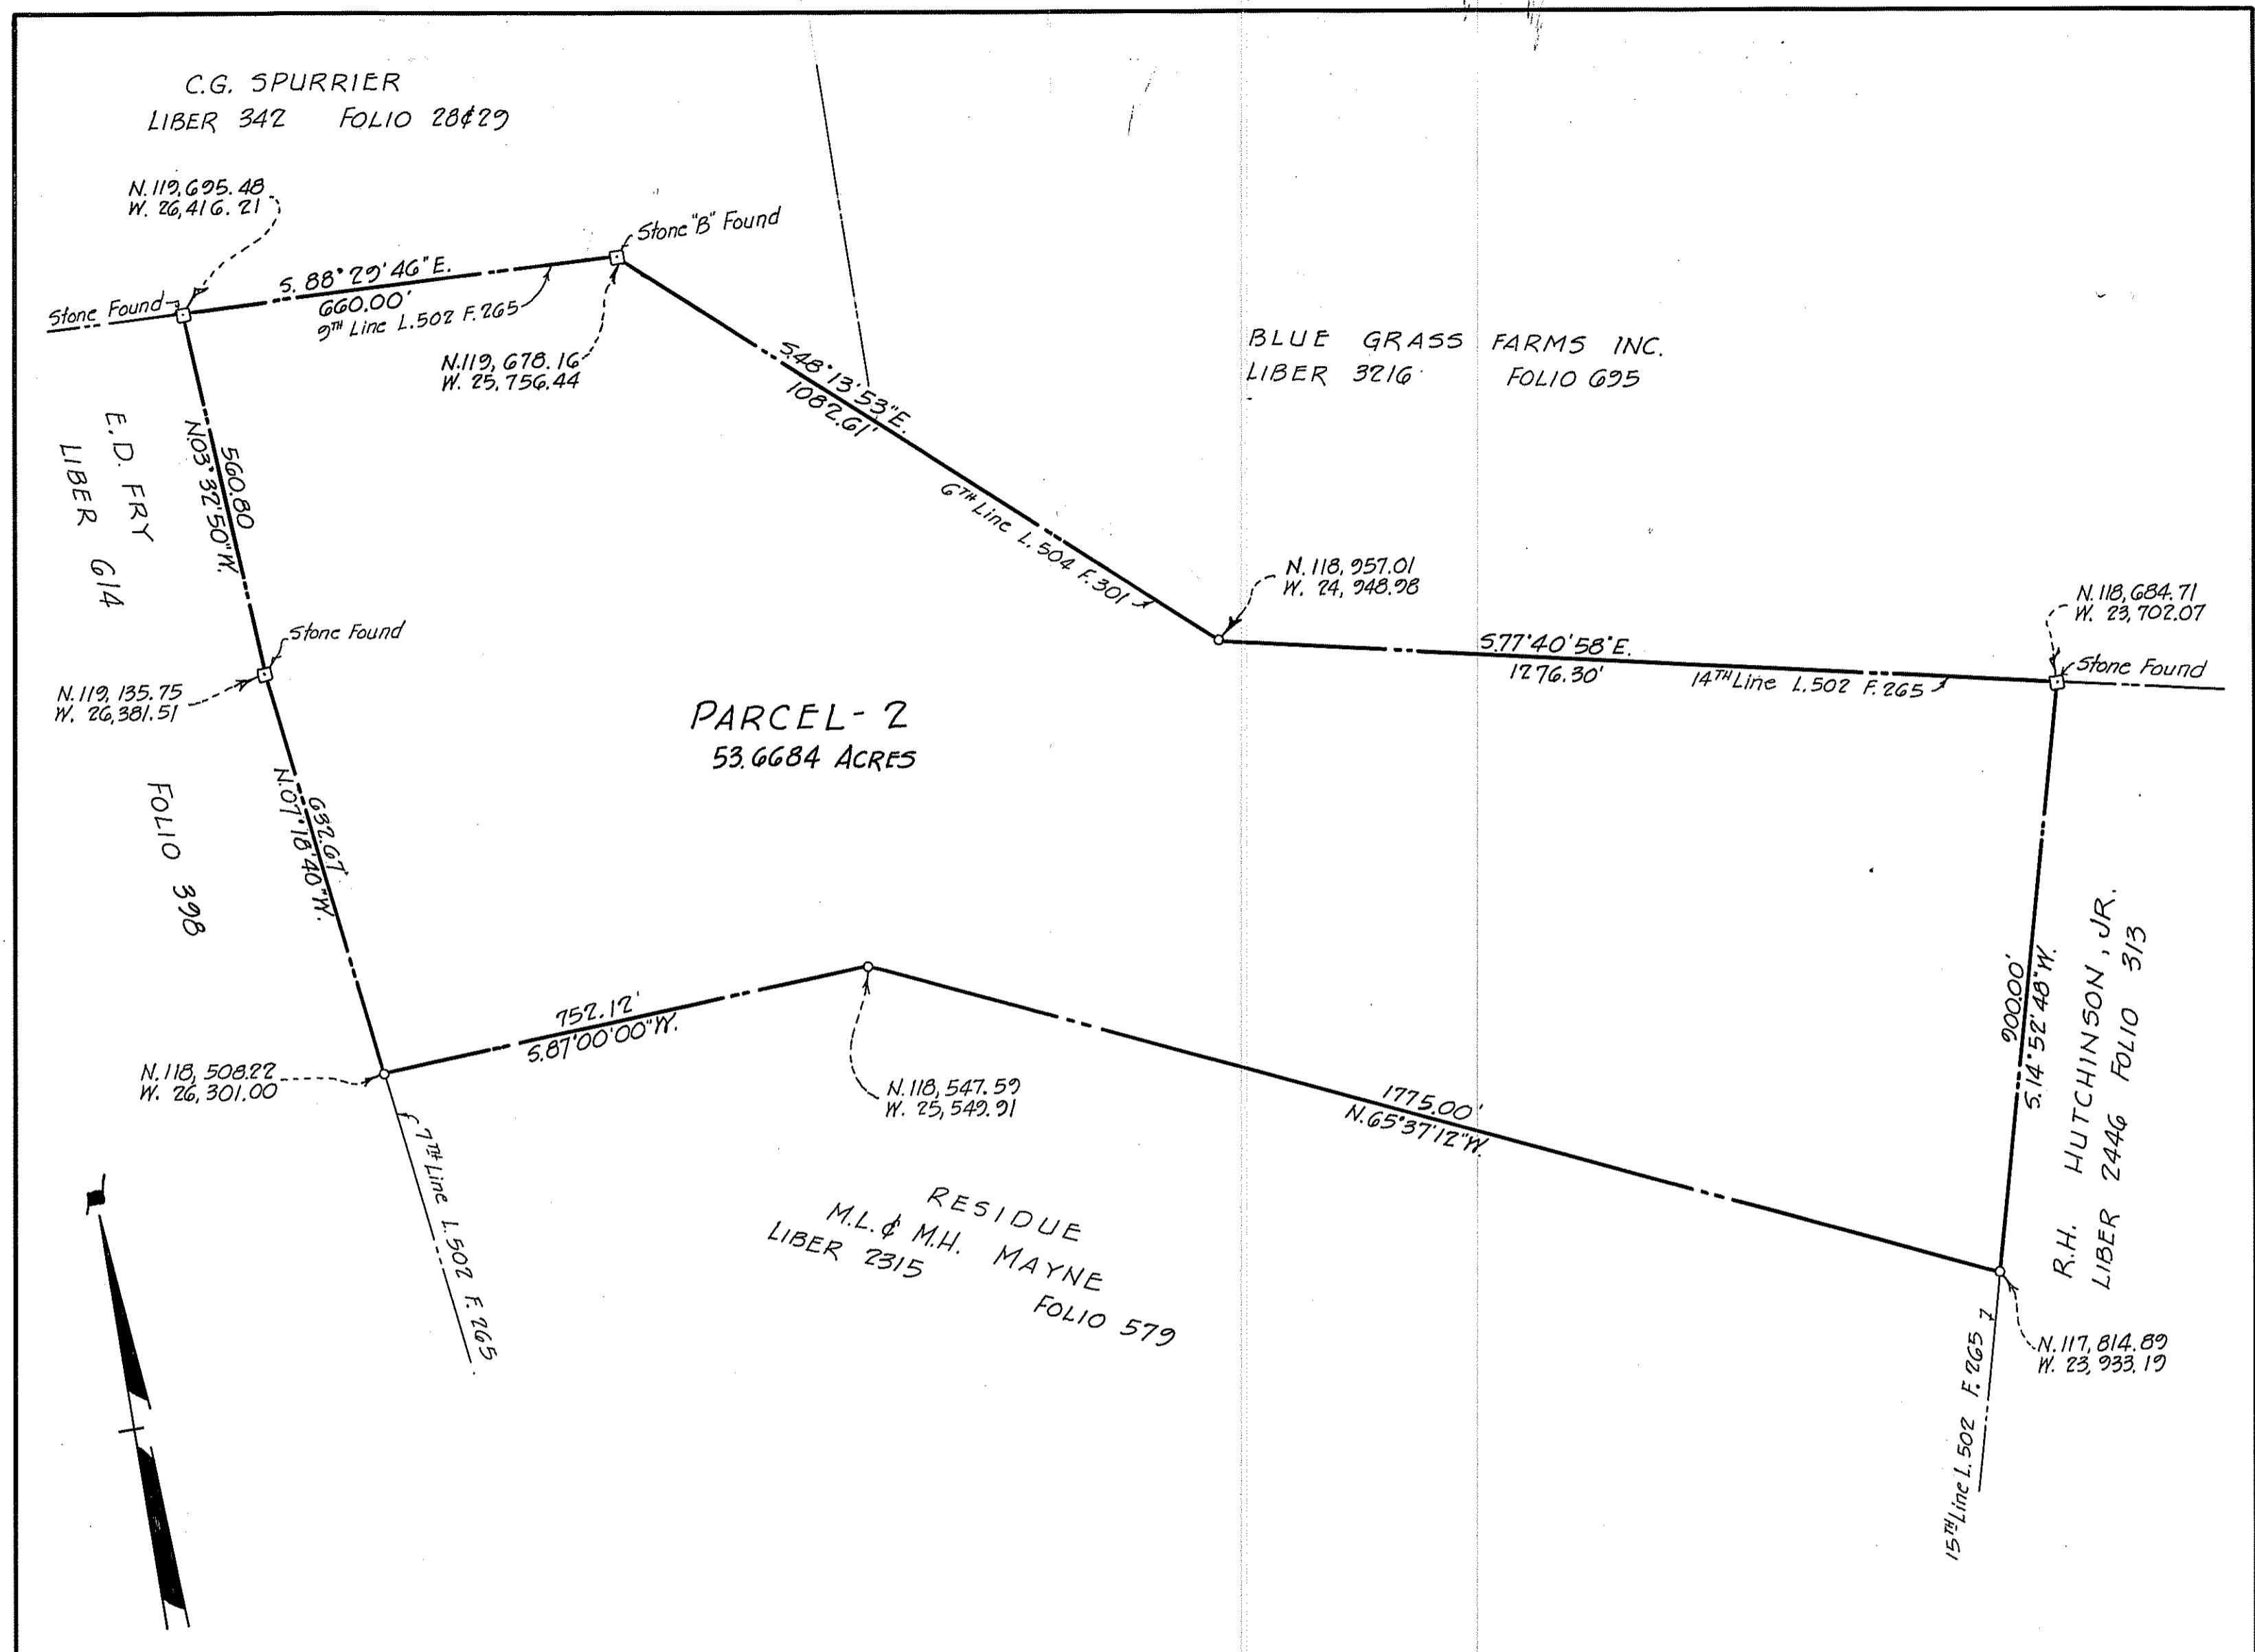 C.G. SPURRIER
LIBER 342 FOLIO 28&29
N.119,695.48
W. 26,416.21
Stone "B" Found
Stone Found
S. 88°29'46"E.
660.00'
9TH Line L.502 F.265
N.119,678.16
W. 25,756.44
S48°13'53"E.
1082.61'
6TH Line L.504 F.301
BLUE GRASS FARMS INC.
LIBER 3216 FOLIO 695
E.D. FRY
LIBER 614
FOLIO 398
560.80
N.03°32'50"W.
Stone Found
N.119,135.75
W. 26,381.51
N.118,957.01
W. 24,948.98
N.118,684.71
W. 23,702.07
Stone Found
S.77°40'58"E.
1276.30'
14TH Line L.502 F.265
PARCEL-2
53.6684 ACRES
632.67'
N.07°18'40"W.
752.12'
S.87°00'00"W.
N.118,508.22
W. 26,301.00
N.118,547.59
W. 25,549.91
1775.00'
N.65°37'12"W.
900.00'
S.14°52'48"W.
R.H. HUTCHINSON, JR.
LIBER 2446 FOLIO 313
7TH Line L.502 F.265
RESIDUE
M.L.& M.H. MAYNE
LIBER 2315
FOLIO 579
N.117,814.89
W. 23,933.19
15TH Line L.502 F.265